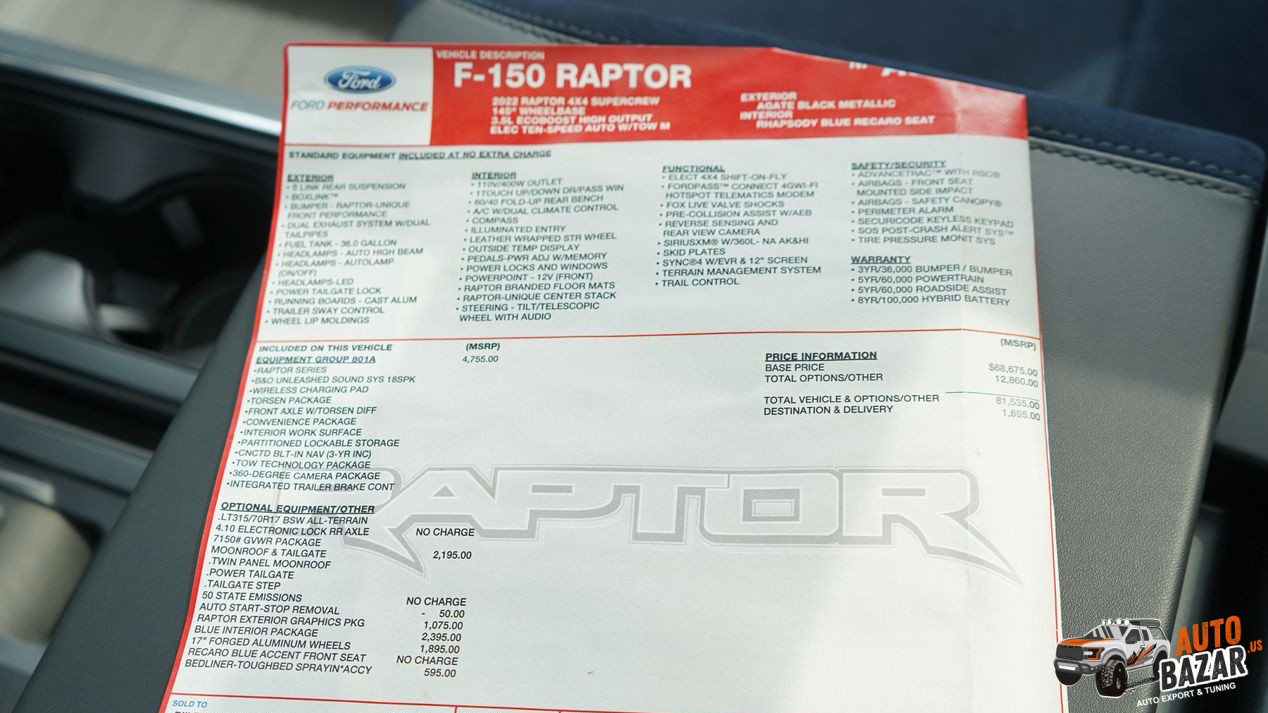 Ford
FORD PERFORMANCE
VEHICLE DESCRIPTION
F-150 RAPTOR
2022 RAPTOR 4X4 SUPERCREW
145" WHEELBASE
3.5L ECOBOOST HIGH OUTPUT
ELEC TEN-SPEED AUTO W/TOW M
EXTERIOR
AGATE BLACK METALLIC
INTERIOR
RHAPSODY BLUE RECARO SEAT
STANDARD EQUIPMENT INCLUDED AT NO EXTRA CHARGE
EXTERIOR
• 5 LINK REAR SUSPENSION
• BOXLINK™
• BUMPER - RAPTOR-UNIQUE
FRONT PERFORMANCE
• DUAL EXHAUST SYSTEM W/DUAL
TAILPIPES
• FUEL TANK - 36.0 GALLON
• HEADLAMPS - AUTO HIGH BEAM
• HEADLAMPS - AUTOLAMP
(ON/OFF)
• HEADLAMPS-LED
• POWER TAILGATE LOCK
• RUNNING BOARDS - CAST ALUM
• TRAILER SWAY CONTROL
• WHEEL LIP MOLDINGS
INTERIOR
• 110V/400W OUTLET
• 1TOUCH UP/DOWN DR/PASS WIN
• 60/40 FOLD-UP REAR BENCH
• A/C W/DUAL CLIMATE CONTROL
• COMPASS
• ILLUMINATED ENTRY
• LEATHER WRAPPED STR WHEEL
• OUTSIDE TEMP DISPLAY
• PEDALS-PWR ADJ W/MEMORY
• POWER LOCKS AND WINDOWS
• POWERPOINT - 12V (FRONT)
• RAPTOR BRANDED FLOOR MATS
• RAPTOR-UNIQUE CENTER STACK
• STEERING - TILT/TELESCOPIC
WHEEL WITH AUDIO
FUNCTIONAL
• ELECT 4X4 SHIFT-ON-FLY
• FORDPASS™ CONNECT 4GWI-FI
HOTSPOT TELEMATICS MODEM
• FOX LIVE VALVE SHOCKS
• PRE-COLLISION ASSIST W/AEB
• REVERSE SENSING AND
REAR VIEW CAMERA
• SIRIUSXM® W/360L- NA AK&HI
• SKID PLATES
• SYNC®4 W/EVR & 12" SCREEN
• TERRAIN MANAGEMENT SYSTEM
• TRAIL CONTROL
SAFETY/SECURITY
• ADVANCETRAC™ WITH RSC®
• AIRBAGS - FRONT SEAT
MOUNTED SIDE IMPACT
• AIRBAGS - SAFETY CANOPY®
• PERIMETER ALARM
• SECURICODE KEYLESS KEYPAD
• SOS POST-CRASH ALERT SYS™
• TIRE PRESSURE MONIT SYS
WARRANTY
• 3YR/36,000 BUMPER / BUMPER
• 5YR/60,000 POWERTRAIN
• 5YR/60,000 ROADSIDE ASSIST
• 8YR/100,000 HYBRID BATTERY
INCLUDED ON THIS VEHICLE (MSRP)
EQUIPMENT GROUP 801A 4,755.00
•RAPTOR SERIES
•B&O UNLEASHED SOUND SYS 18SPK
•WIRELESS CHARGING PAD
•TORSEN PACKAGE
•FRONT AXLE W/TORSEN DIFF
•CONVENIENCE PACKAGE
•INTERIOR WORK SURFACE
•PARTITIONED LOCKABLE STORAGE
•CNCTD BLT-IN NAV (3-YR INC)
•TOW TECHNOLOGY PACKAGE
•360-DEGREE CAMERA PACKAGE
•INTEGRATED TRAILER BRAKE CONT
(MSRP)
PRICE INFORMATION
BASE PRICE $68,675.00
TOTAL OPTIONS/OTHER 12,860.00
TOTAL VEHICLE & OPTIONS/OTHER 81,535.00
DESTINATION & DELIVERY 1,695.00
RAPTOR
OPTIONAL EQUIPMENT/OTHER
.LT315/70R17 BSW ALL-TERRAIN
4.10 ELECTRONIC LOCK RR AXLE NO CHARGE
7150# GVWR PACKAGE
MOONROOF & TAILGATE 2,195.00
.TWIN PANEL MOONROOF
.POWER TAILGATE
.TAILGATE STEP
50 STATE EMISSIONS NO CHARGE
AUTO START-STOP REMOVAL - 50.00
RAPTOR EXTERIOR GRAPHICS PKG 1,075.00
BLUE INTERIOR PACKAGE 2,395.00
17" FORGED ALUMINUM WHEELS 1,895.00
RECARO BLUE ACCENT FRONT SEAT NO CHARGE
BEDLINER-TOUGHBED SPRAYIN*ACCY 595.00
SOLD TO
AUTO
BAZAR.US
AUTO EXPORT & TUNING